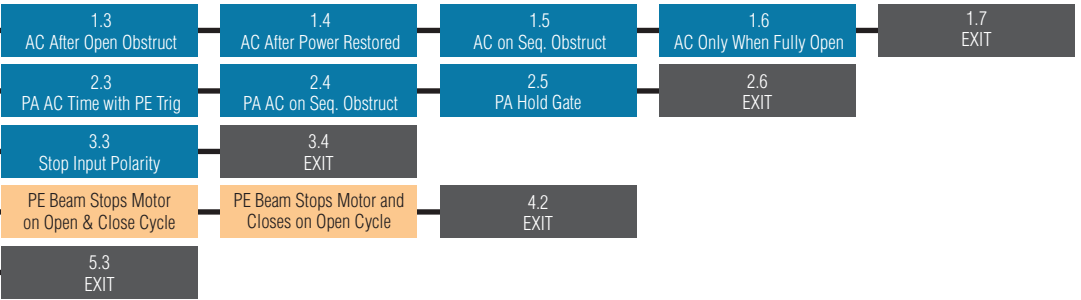 1.3
AC After Open Obstruct
1.4
AC After Power Restored
1.5
AC on Seq. Obstruct
1.6
AC Only When Fully Open
1.7
EXIT
2.3
PA AC Time with PE Trig
2.4
PA AC on Seq. Obstruct
2.5
PA Hold Gate
2.6
EXIT
3.3
Stop Input Polarity
3.4
EXIT
PE Beam Stops Motor
on Open & Close Cycle
PE Beam Stops Motor and
Closes on Open Cycle
4.2
EXIT
5.3
EXIT